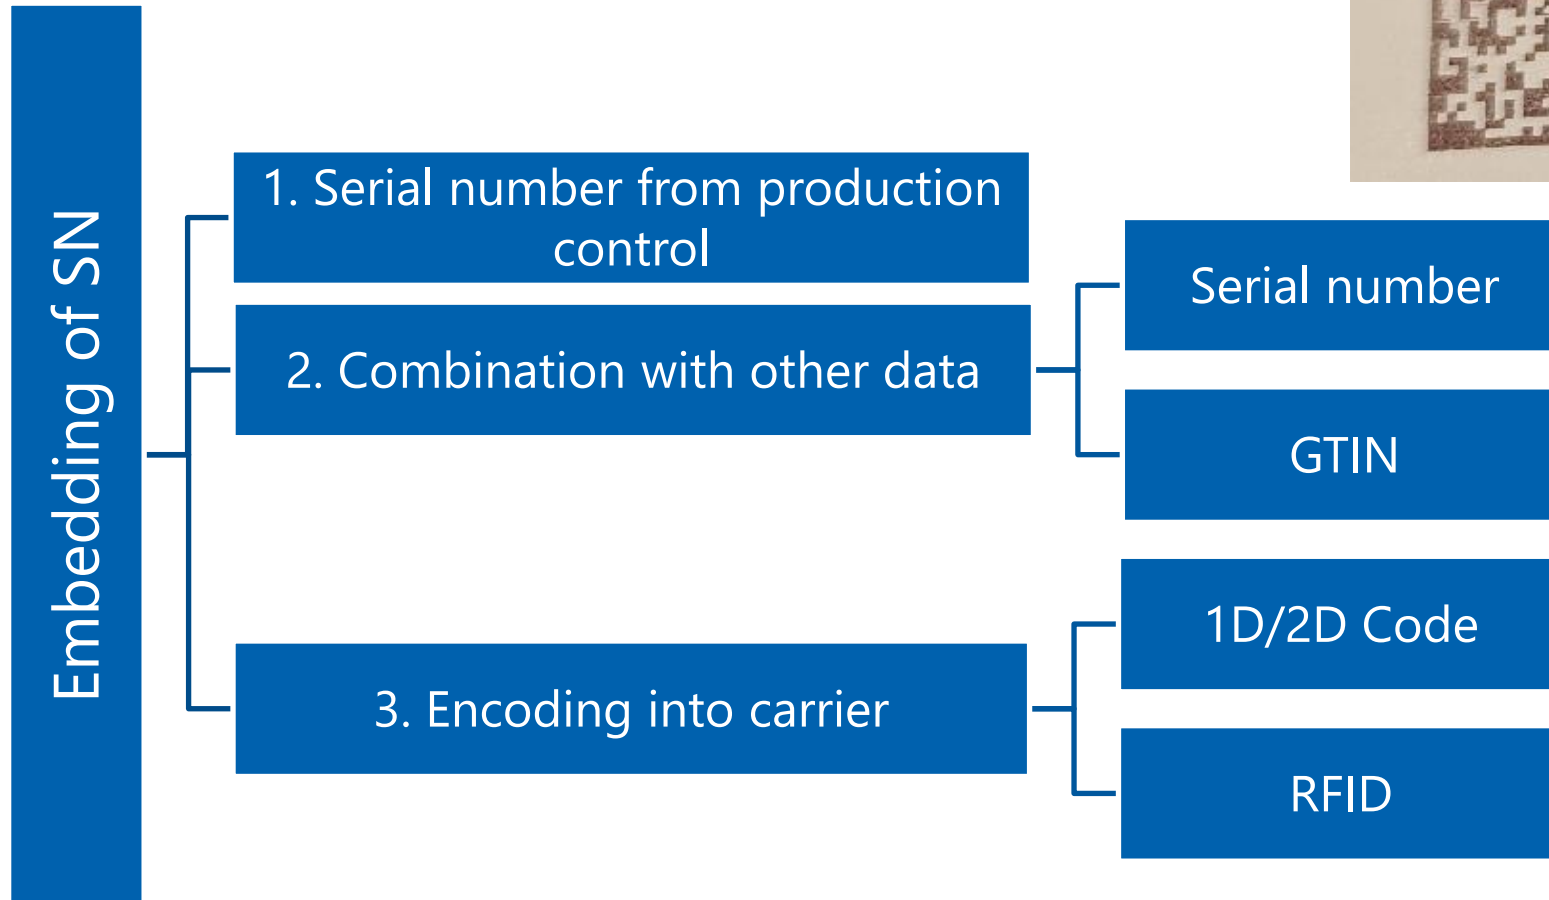 Embedding of SN
1. Serial number from production
control
2. Combination with other data
Serial number
GTIN
3. Encoding into carrier
1D/2D Code
RFID